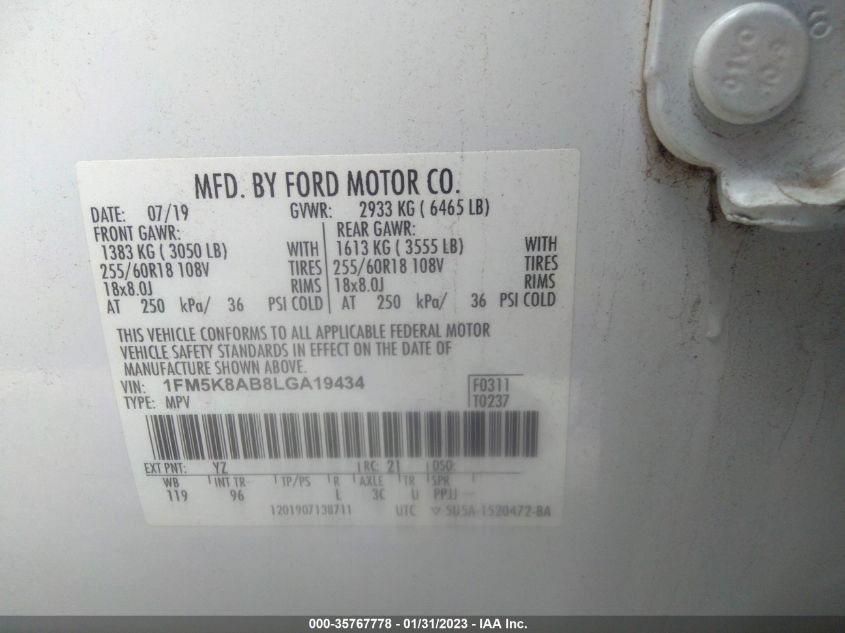 MFD. BY FORD MOTOR CO.
DATE: 07/19 GVWR: 2933 KG ( 6465 LB)
FRONT GAWR: REAR GAWR:
1383 KG ( 3050 LB) WITH 1613 KG ( 3555 LB) WITH
255/60R18 108V TIRES 255/60R18 108V TIRES
18x8.0J RIMS 18x8.0J RIMS
AT 250 kPa/ 36 PSI COLD AT 250 kPa/ 36 PSI COLD
THIS VEHICLE CONFORMS TO ALL APPLICABLE FEDERAL MOTOR
VEHICLE SAFETY STANDARDS IN EFFECT ON THE DATE OF
MANUFACTURE SHOWN ABOVE.
VIN: 1FM5K8AB8LGA19434 F0311
TYPE: MPV T0237
EXT PNT: YZ RC: 21 DSO:
WB INT TR TP/PS R AXLE TR SPR
119 96 L 3C U PPJJ
1201907138711 UTC 5U5A-1520472-BA
000-35767778 - 01/31/2023 - IAA Inc.